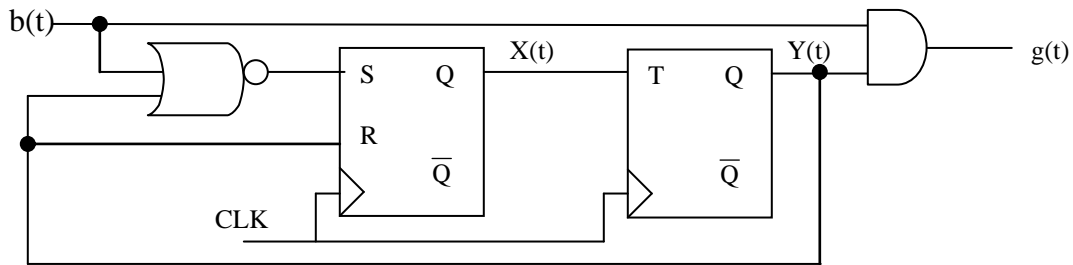 b(t)
g(t)
X(t)
Y(t)
S Q
T Q
R
Q̅
Q̅
CLK